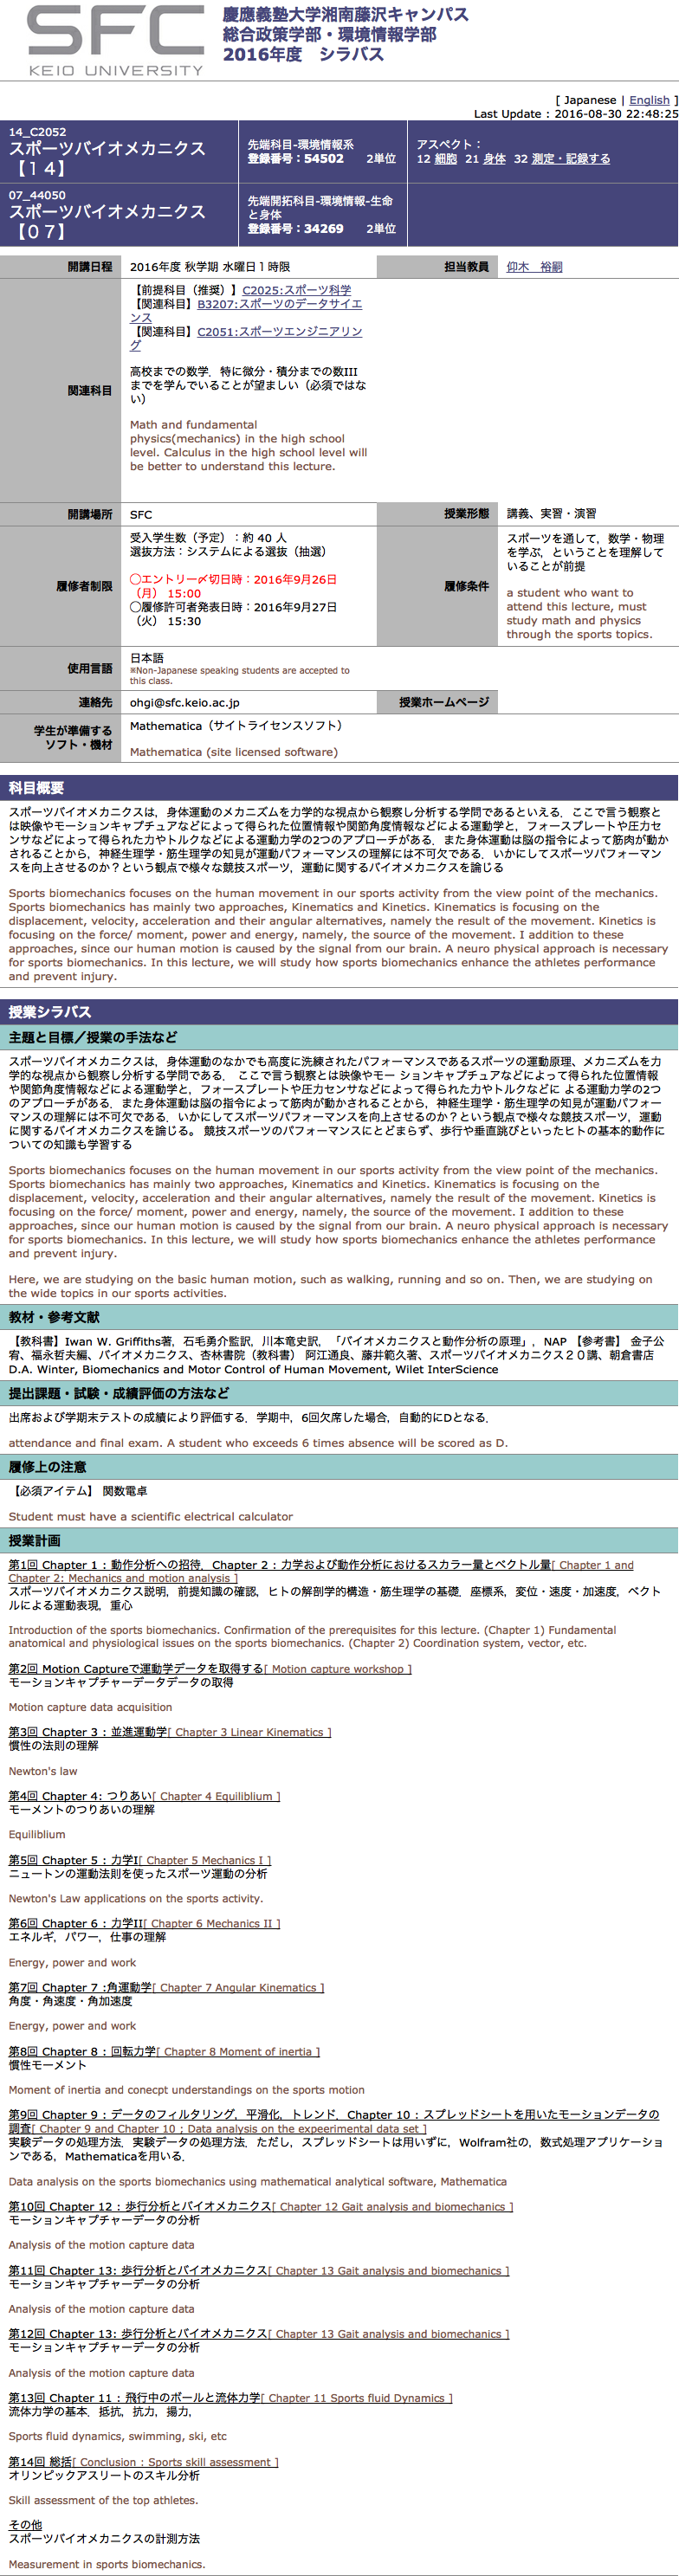 SFC
KEIO UNIVERSITY
慶應義塾大学湘南藤沢キャンパス
総合政策学部・環境情報学部
2016年度　シラバス
[ Japanese | English ]
Last Update : 2016-08-30 22:48:25
14_C2052
スポーツバイオメカニクス
【１４】
先端科目-環境情報系
登録番号：54502　　2単位
アスペクト：
12 細胞 21 身体 32 測定・記録する
07_44050
スポーツバイオメカニクス
【０７】
先端開拓科目-環境情報-生命
と身体
登録番号：34269　　2単位
開講日程
2016年度 秋学期 水曜日１時限
担当教員
仰木　裕嗣
関連科目
【前提科目（推奨）】C2025:スポーツ科学
【関連科目】B3207:スポーツのデータサイエ
ンス
【関連科目】C2051:スポーツエンジニアリン
グ
高校までの数学．特に微分・積分までの数III
までを学んでいることが望ましい（必須ではな
い）
Math and fundamental
physics(mechanics) in the high school
level. Calculus in the high school level will
be better to understand this lecture.
開講場所
SFC
授業形態
講義、実習・演習
履修者制限
受入学生数（予定）：約 40 人
選抜方法：システムによる選抜（抽選）
◯エントリー〆切日時：2016年9月26日
（月） 15:00
◯履修許可者発表日時：2016年9月27日
（火） 15:30
履修条件
スポーツを通して，数学・物理
を学ぶ，ということを理解して
いることが前提
a student who want to
attend this lecture, must
study math and physics
through the sports topics.
使用言語
日本語
※Non-Japanese speaking students are accepted to
this class.
連絡先
ohgi@sfc.keio.ac.jp
授業ホームページ
学生が準備する
ソフト・機材
Mathematica（サイトライセンスソフト）
Mathematica (site licensed software)
科目概要
スポーツバイオメカニクスは，身体運動のメカニズムを力学的な視点から観察し分析する学問であるといえる．ここで言う観察と
は映像やモーションキャプチュアなどによって得られた位置情報や関節角度情報などによる運動学と，フォースプレートや圧力セ
ンサなどによって得られた力やトルクなどによる運動力学の2つのアプローチがある．また身体運動は脳の指令によって筋肉が動か
されることから，神経生理学・筋生理学の知見が運動パフォーマンスの理解には不可欠である．いかにしてスポーツパフォーマン
スを向上させるのか？という観点で様々な競技スポーツ，運動に関するバイオメカニクスを論じる
Sports biomechanics focuses on the human movement in our sports activity from the view point of the mechanics.
Sports biomechanics has mainly two approaches, Kinematics and Kinetics. Kinematics is focusing on the
displacement, velocity, acceleration and their angular alternatives, namely the result of the movement. Kinetics is
focusing on the force/ moment, power and energy, namely, the source of the movement. I addition to these
approaches, since our human motion is caused by the signal from our brain. A neuro physical approach is necessary
for sports biomechanics. In this lecture, we will study how sports biomechanics enhance the athletes performance
and prevent injury.
授業シラバス
主題と目標／授業の手法など
スポーツバイオメカニクスは，身体運動のなかでも高度に洗練されたパフォーマンスであるスポーツの運動原理、メカニズムを力
学的な視点から観察し分析する学問である． ここで言う観察とは映像やモー ションキャプチュアなどによって得られた位置情報
や関節角度情報などによる運動学と，フォースプレートや圧力センサなどによって得られた力やトルクなどに よる運動力学の2つ
のアプローチがある．また身体運動は脳の指令によって筋肉が動かされることから，神経生理学・筋生理学の知見が運動パフォー
マンスの理解には不可欠である．いかにしてスポーツパフォーマンスを向上させるのか？という観点で様々な競技スポーツ，運動
に関するバイオメカニクスを論じる。 競技スポーツのパフォーマンスにとどまらず、歩行や垂直跳びといったヒトの基本的動作に
ついての知識も学習する
Sports biomechanics focuses on the human movement in our sports activity from the view point of the mechanics.
Sports biomechanics has mainly two approaches, Kinematics and Kinetics. Kinematics is focusing on the
displacement, velocity, acceleration and their angular alternatives, namely the result of the movement. Kinetics is
focusing on the force/ moment, power and energy, namely, the source of the movement. I addition to these
approaches, since our human motion is caused by the signal from our brain. A neuro physical approach is necessary
for sports biomechanics. In this lecture, we will study how sports biomechanics enhance the athletes performance
and prevent injury.
Here, we are studying on the basic human motion, such as walking, running and so on. Then, we are studying on
the wide topics in our sports activities.
教材・参考文献
【教科書】Iwan W. Griffiths著，石毛勇介監訳，川本竜史訳，「バイオメカニクスと動作分析の原理」，NAP 【参考書】 金子公
宥、福永哲夫編、バイオメカニクス、杏林書院（教科書） 阿江通良、藤井範久著、スポーツバイオメカニクス２０講、朝倉書店
D.A. Winter, Biomechanics and Motor Control of Human Movement, Wilet InterScience
提出課題・試験・成績評価の方法など
出席および学期末テストの成績により評価する．学期中，6回欠席した場合，自動的にDとなる．
attendance and final exam. A student who exceeds 6 times absence will be scored as D.
履修上の注意
【必須アイテム】 関数電卓
Student must have a scientific electrical calculator
授業計画
第1回 Chapter 1 : 動作分析への招待．Chapter 2 : 力学および動作分析におけるスカラー量とベクトル量[ Chapter 1 and
Chapter 2: Mechanics and motion analysis ]
スポーツバイオメカニクス説明，前提知識の確認，ヒトの解剖学的構造・筋生理学の基礎．座標系，変位・速度・加速度，ベクト
ルによる運動表現，重心
Introduction of the sports biomechanics. Confirmation of the prerequisites for this lecture. (Chapter 1) Fundamental
anatomical and physiological issues on the sports biomechanics. (Chapter 2) Coordination system, vector, etc.
第2回 Motion Captureで運動学データを取得する[ Motion capture workshop ]
モーションキャプチャーデータデータの取得
Motion capture data acquisition
第3回 Chapter 3 : 並進運動学[ Chapter 3 Linear Kinematics ]
慣性の法則の理解
Newton's law
第4回 Chapter 4: つりあい[ Chapter 4 Equiliblium ]
モーメントのつりあいの理解
Equiliblium
第5回 Chapter 5 : 力学I[ Chapter 5 Mechanics I ]
ニュートンの運動法則を使ったスポーツ運動の分析
Newton's Law applications on the sports activity.
第6回 Chapter 6 : 力学II[ Chapter 6 Mechanics II ]
エネルギ，パワー，仕事の理解
Energy, power and work
第7回 Chapter 7 :角運動学[ Chapter 7 Angular Kinematics ]
角度・角速度・角加速度
Energy, power and work
第8回 Chapter 8 : 回転力学[ Chapter 8 Moment of inertia ]
慣性モーメント
Moment of inertia and conecpt understandings on the sports motion
第9回 Chapter 9 : データのフィルタリング，平滑化，トレンド．Chapter 10 : スプレッドシートを用いたモーションデータの
調査[ Chapter 9 and Chapter 10 : Data analysis on the expeerimental data set ]
実験データの処理方法．実験データの処理方法．ただし，スプレッドシートは用いずに，Wolfram社の，数式処理アプリケーショ
ンである，Mathematicaを用いる．
Data analysis on the sports biomechanics using mathematical analytical software, Mathematica
第10回 Chapter 12 : 歩行分析とバイオメカニクス[ Chapter 12 Gait analysis and biomechanics ]
モーションキャプチャーデータの分析
Analysis of the motion capture data
第11回 Chapter 13: 歩行分析とバイオメカニクス[ Chapter 13 Gait analysis and biomechanics ]
モーションキャプチャーデータの分析
Analysis of the motion capture data
第12回 Chapter 13: 歩行分析とバイオメカニクス[ Chapter 13 Gait analysis and biomechanics ]
モーションキャプチャーデータの分析
Analysis of the motion capture data
第13回 Chapter 11 : 飛行中のボールと流体力学[ Chapter 11 Sports fluid Dynamics ]
流体力学の基本．抵抗，抗力，揚力，
Sports fluid dynamics, swimming, ski, etc
第14回 総括[ Conclusion : Sports skill assessment ]
オリンピックアスリートのスキル分析
Skill assessment of the top athletes.
その他
スポーツバイオメカニクスの計測方法
Measurement in sports biomechanics.